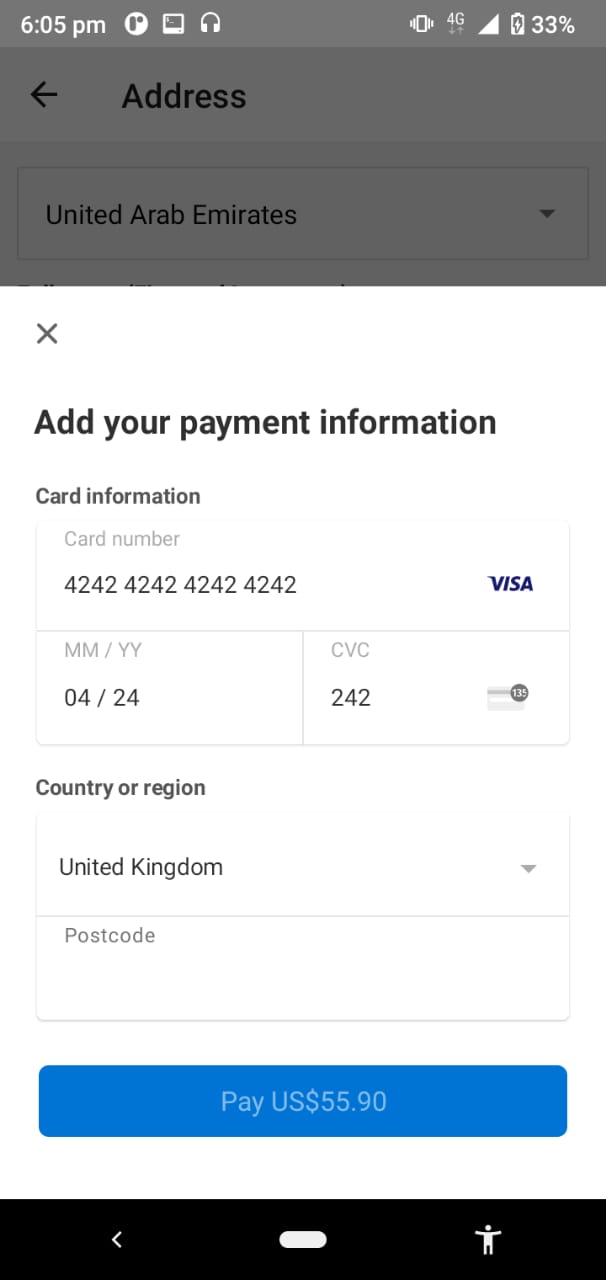 6:05 pm 4G 33%
Address
United Arab Emirates
Add your payment information
Card information
Card number
4242 4242 4242 4242 VISA
MM / YY CVC
04 / 24 242 135
Country or region
United Kingdom
Postcode
Pay US$55.90